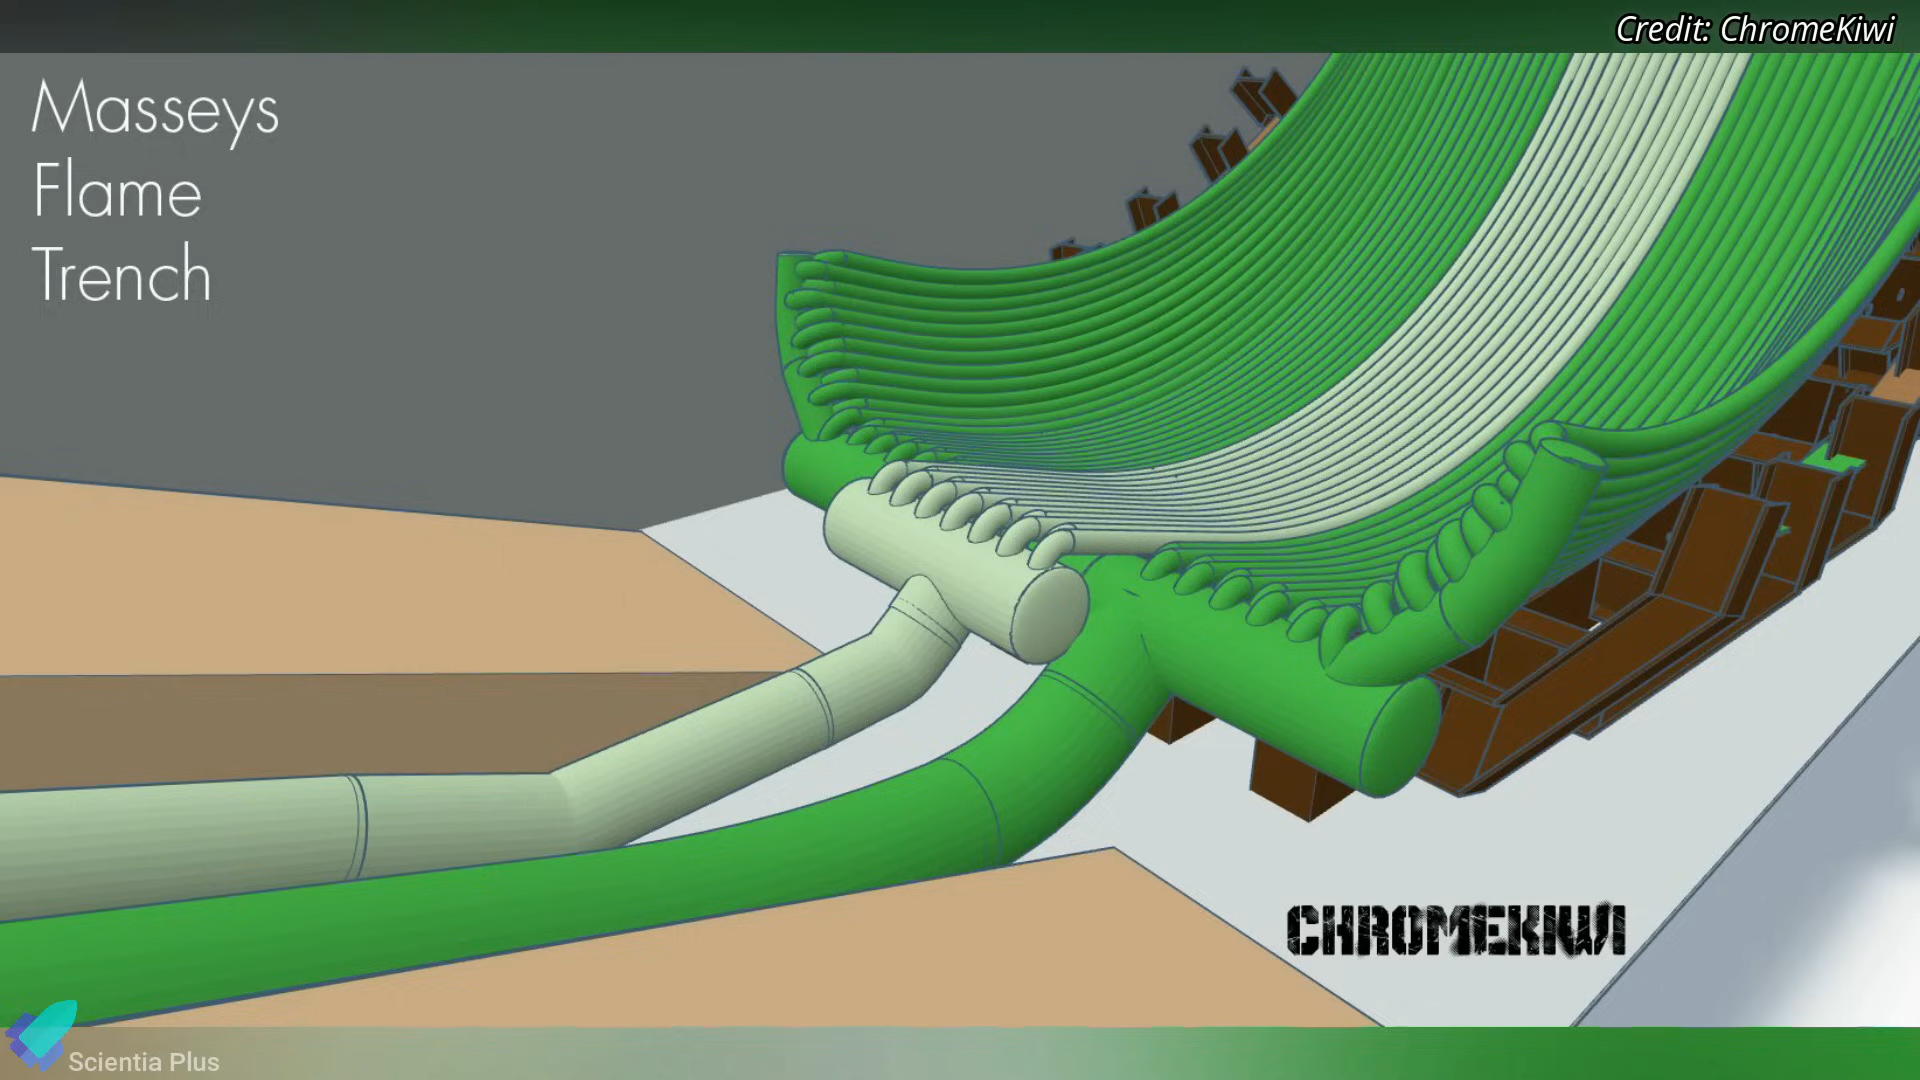 Credit: ChromeKiwi
Masseys
Flame
Trench
CHROMEKIWI
Scientia Plus